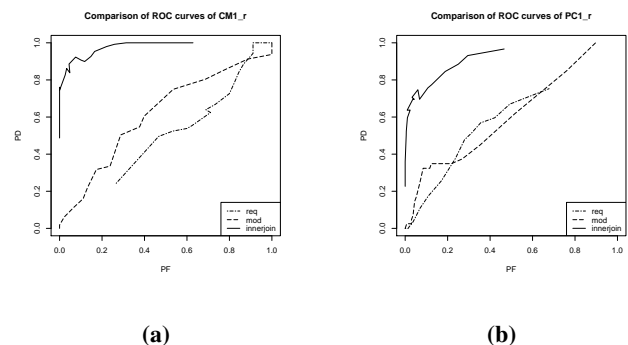 Comparison of ROC curves of CM1_r
PD
0.0 0.2 0.4 0.6 0.8 1.0
req
mod
innerjoin
0.0 0.2 0.4 0.6 0.8 1.0
PF
(a)
Comparison of ROC curves of PC1_r
PD
0.0 0.2 0.4 0.6 0.8 1.0
req
mod
innerjoin
0.0 0.2 0.4 0.6 0.8 1.0
PF
(b)